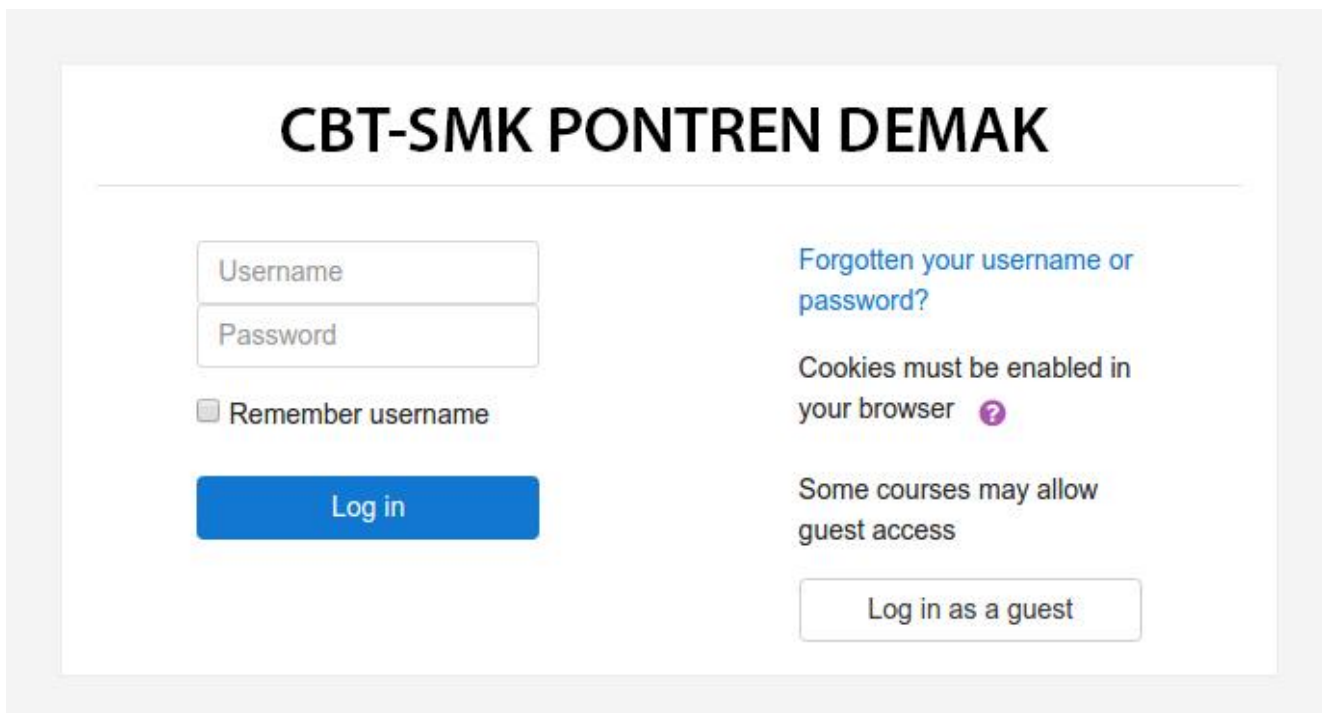 CBT-SMK PONTREN DEMAK
Username
Password
Remember username
Log in
Forgotten your username or
password?
Cookies must be enabled in
your browser
Some courses may allow
guest access
Log in as a guest